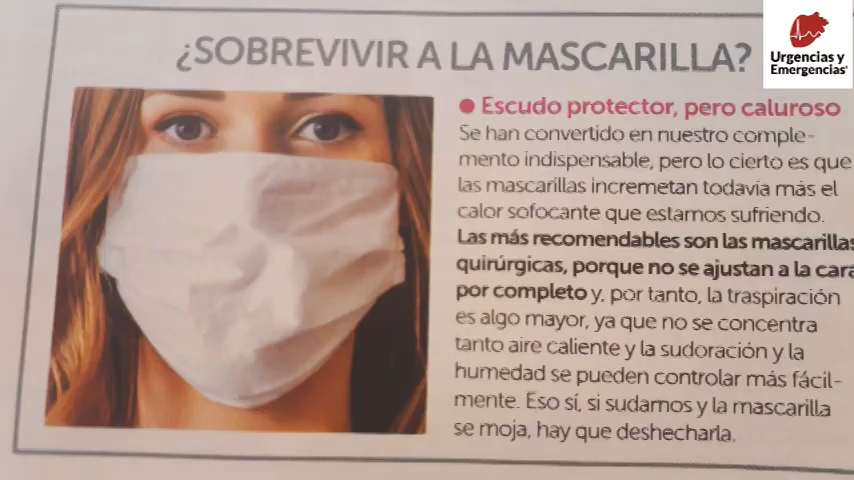 ¿SOBREVIVIR A LA MASCARILLA?
Urgencias y
Emergencias
Escudo protector, pero caluroso
Se han convertido en nuestro comple-
mento indispensable, pero lo cierto es que
las mascarillas incremetan todavía más el
calor sofocante que estamos sufriendo.
Las más recomendables son las mascarillas
quirúrgicas, porque no se ajustan a la cara
por completo y, por tanto, la traspiración
es algo mayor, ya que no se concentra
tanto aire caliente y la sudoración y la
humedad se pueden controlar más fácil-
mente. Eso sí, si sudamos y la mascarilla
se moja, hay que deshecharla.